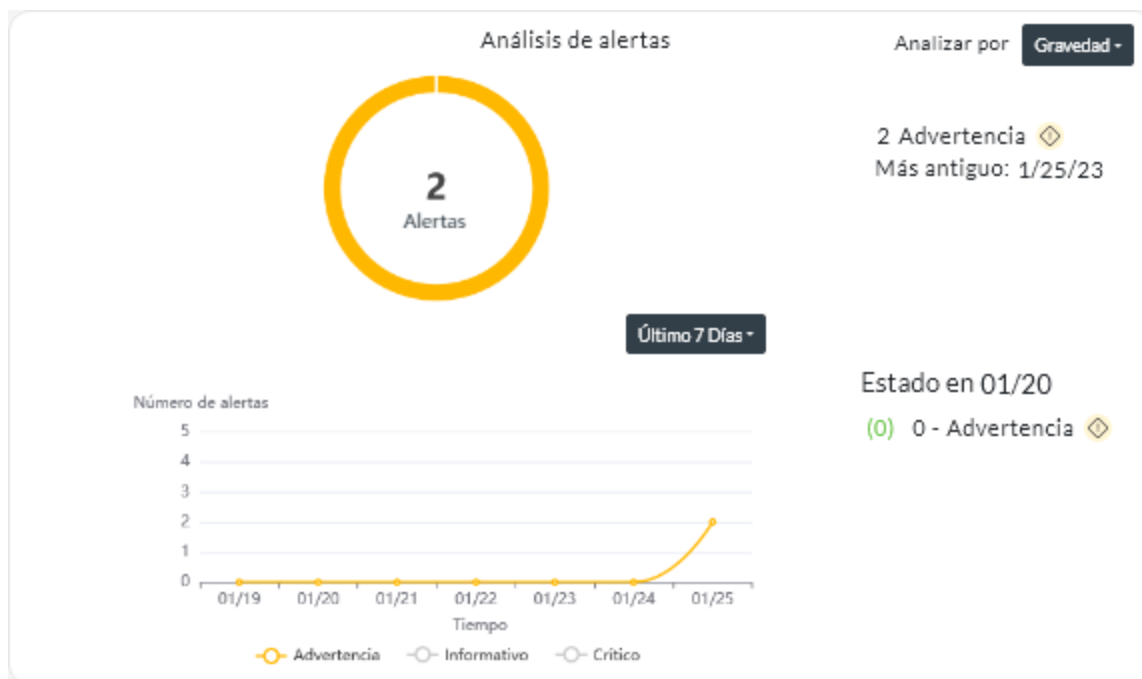 Análisis de alertas
Analizar por Gravedad
2 Alertas
2 Advertencia
Más antiguo: 1/25/23
Último 7 Días
Estado en 01/20
(0) 0 - Advertencia
Número de alertas
5
4
3
2
1
0
01/19 01/20 01/21 01/22 01/23 01/24 01/25
Tiempo
Advertencia Informativo Crítico